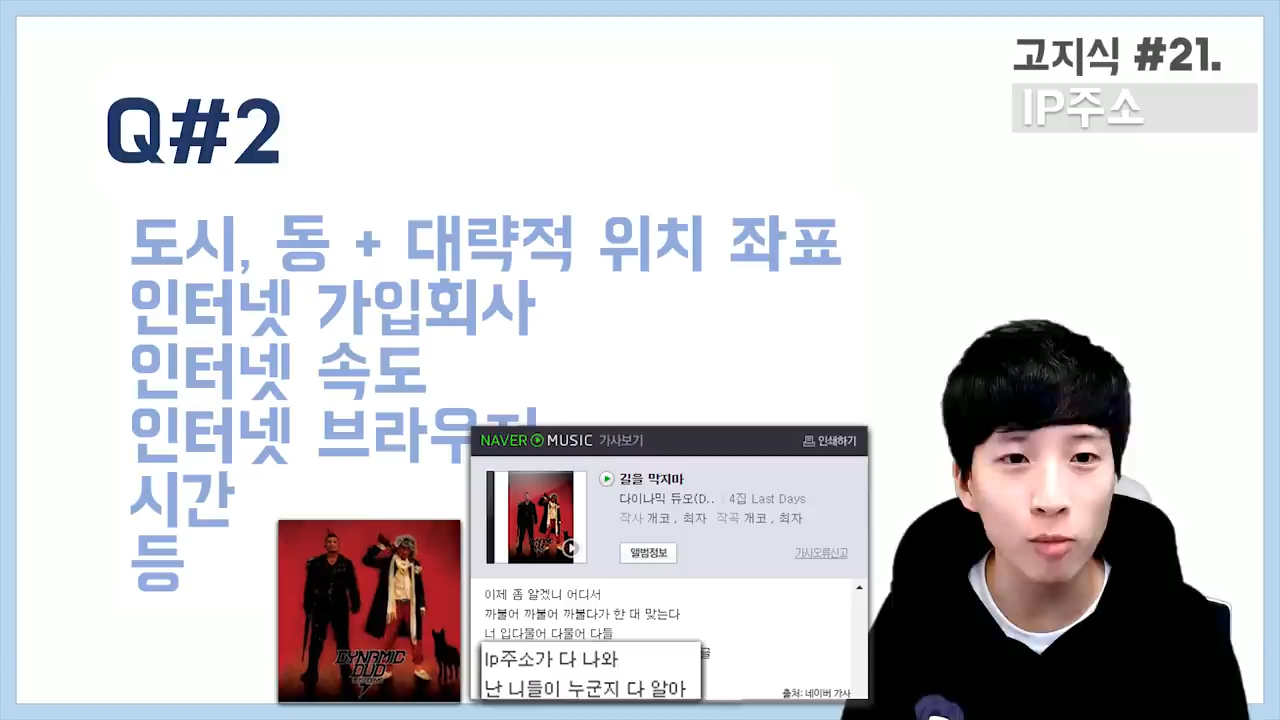 고지식 #21.
IP주소
Q#2
도시, 동 + 대략적 위치 좌표
인터넷 가입회사
인터넷 속도
인터넷 브라우저
시간
등
NAVER MUSIC 가사보기
인쇄하기
길을 막지마
다이나믹 듀오(D.. | 4집 Last Days
작사 개코 , 최자 작곡 개코 , 최자
앨범정보
가사오류신고
이제 좀 알겠니 어디서
까불어 까불어 까불다가 한 대 맞는다
너 입다물어 다물어 다들
Ip주소가 다 나와
난 니들이 누군지 다 알아
출처: 네이버 가사
DYNAMIC
DUO